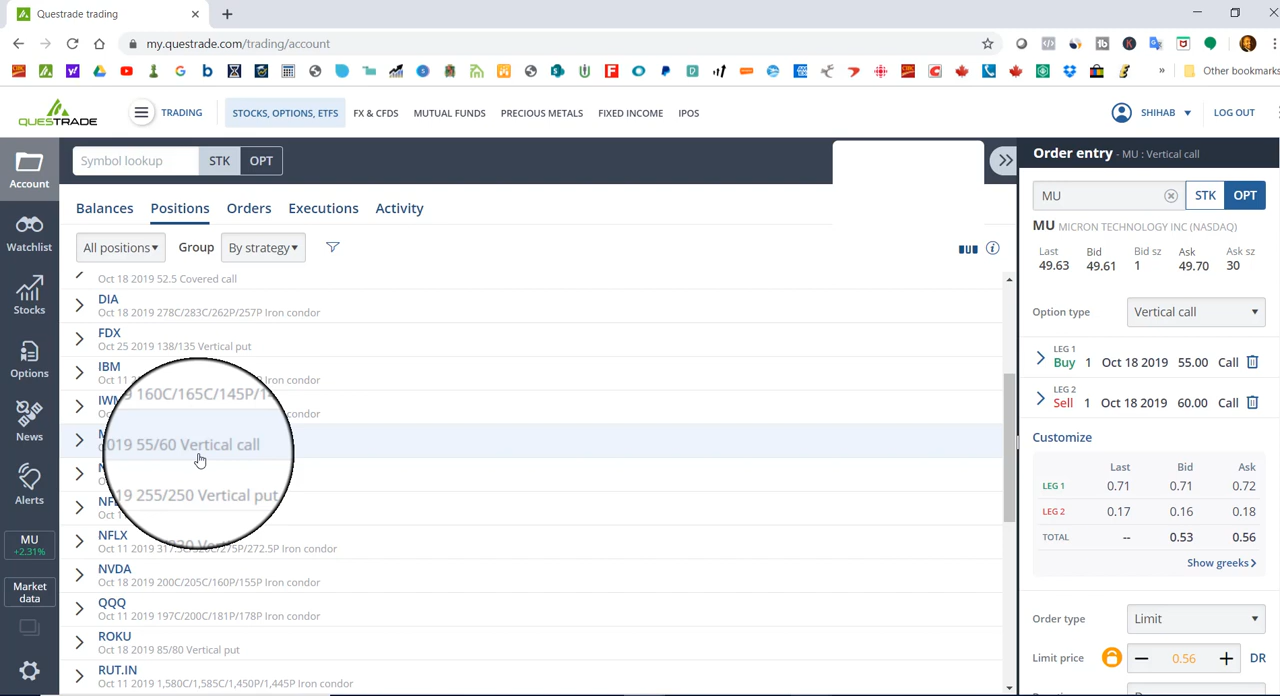 Questrade trading
my.questrade.com/trading/account
Other bookmarks
QUESTRADE
TRADING
STOCKS, OPTIONS, ETFS
FX & CFDS
MUTUAL FUNDS
PRECIOUS METALS
FIXED INCOME
IPOS
SHIHAB
LOG OUT
Account
Watchlist
Stocks
Options
News
Alerts
MU
+2.31%
Market
data
Symbol lookup
STK
OPT
Balances
Positions
Orders
Executions
Activity
All positions
Group
By strategy
Oct 18 2019 52.5 Covered call
DIA
Oct 18 2019 278C/283C/262P/257P Iron condor
FDX
Oct 25 2019 138/135 Vertical put
IBM
Oct 11 condor
160C/165C/145P/1
IWM
Oct condor
019 55/60 Vertical call
19 255/250 Vertical put
NFLX
Oct 11 2019 275P/272.5P Iron condor
NVDA
Oct 18 2019 200C/205C/160P/155P Iron condor
QQQ
Oct 11 2019 197C/200C/181P/178P Iron condor
ROKU
Oct 18 2019 85/80 Vertical put
RUT.IN
Oct 11 2019 1,580C/1,585C/1,450P/1,445P Iron condor
Order entry - MU : Vertical call
MU
STK
OPT
MU MICRON TECHNOLOGY INC (NASDAQ)
Last Bid Bid sz Ask Ask sz
49.63 49.61 1 49.70 30
Option type
Vertical call
LEG 1
Buy 1 Oct 18 2019 55.00 Call
LEG 2
Sell 1 Oct 18 2019 60.00 Call
Customize
Last Bid Ask
LEG 1 0.71 0.71 0.72
LEG 2 0.17 0.16 0.18
TOTAL -- 0.53 0.56
Show greeks
Order type
Limit
Limit price
0.56
DR